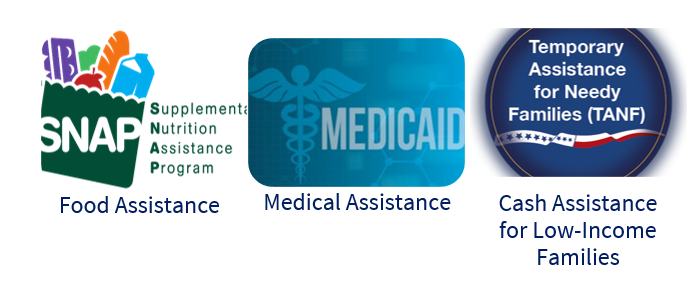 SNAP
Supplementa
Nutrition
Assistance
Program
Food Assistance
MEDICAID
Medical Assistance
Temporary
Assistance
for Needy
Families (TANF)
Cash Assistance
for Low-Income
Families